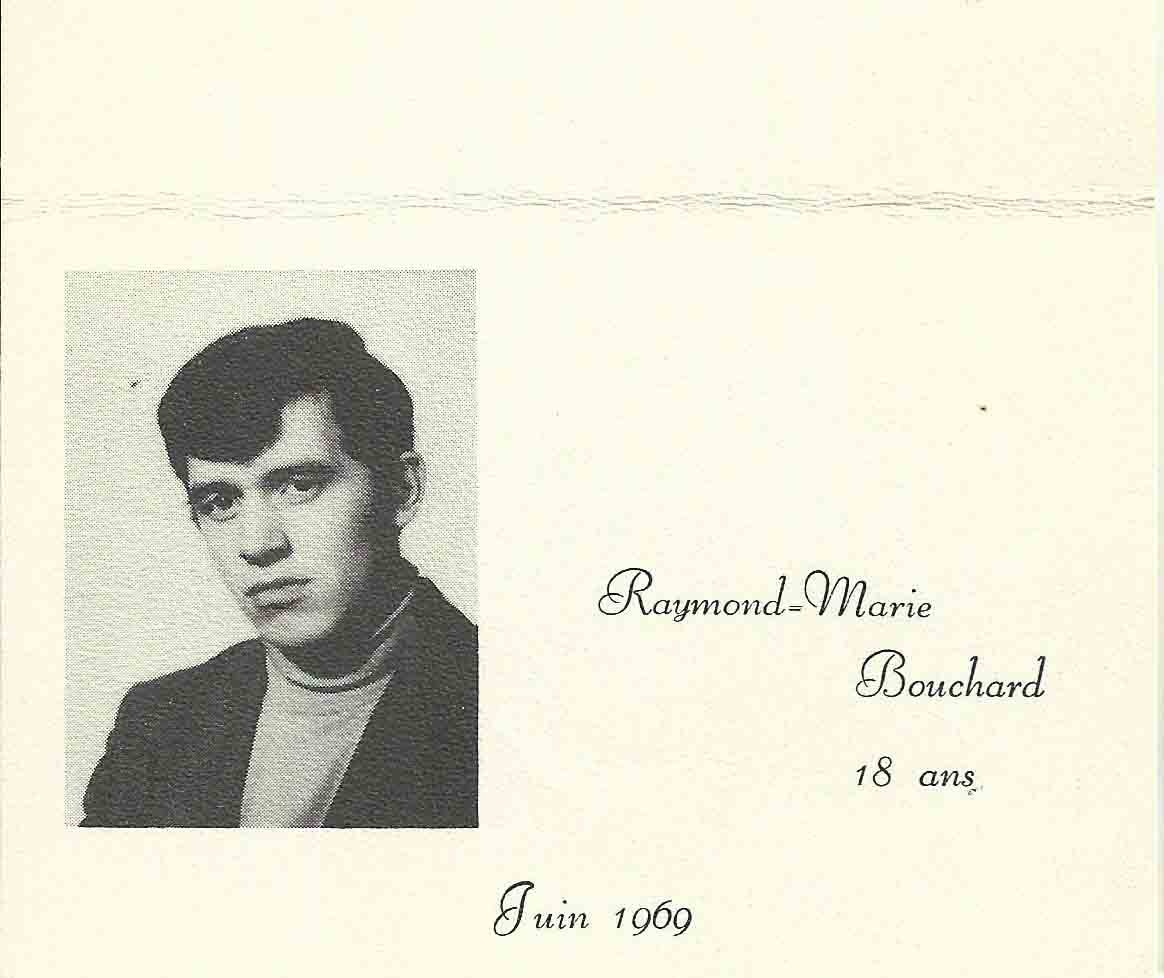 Raymond=Marie
Bouchard
18 ans
Juin 1969